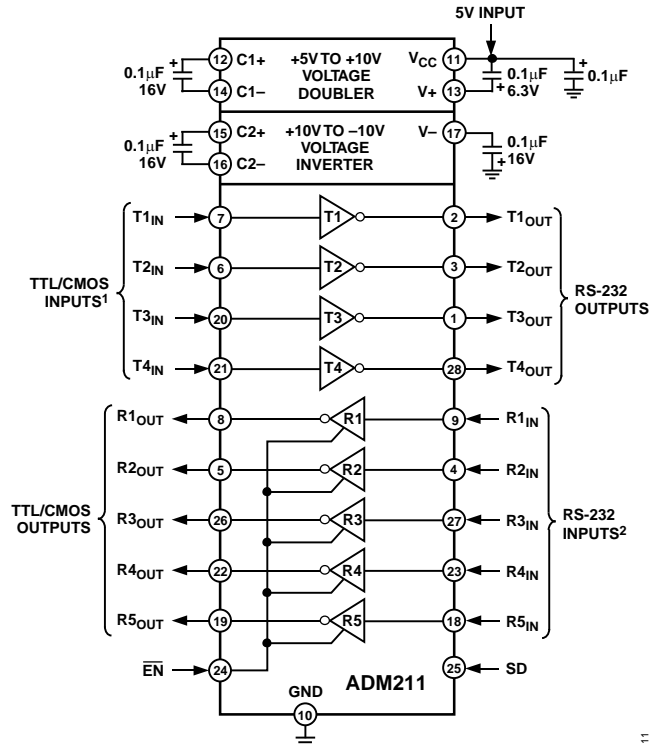 5V INPUT
0.1μF
16V
12
C1+
14
C1–
+5V TO +10V
VOLTAGE
DOUBLER
VCC
11
V+
13
+
+
0.1μF
6.3V
+
0.1μF
0.1μF
16V
+
15
C2+
16
C2–
+10V TO –10V
VOLTAGE
INVERTER
V–
17
0.1μF
+16V
TTL/CMOS
INPUTS1
T1IN
7
T1
2
T1OUT
T2IN
6
T2
3
T2OUT
T3IN
20
T3
1
T3OUT
T4IN
21
T4
28
T4OUT
RS-232
OUTPUTS
TTL/CMOS
OUTPUTS
R1OUT
8
R1
9
R1IN
R2OUT
5
R2
4
R2IN
R3OUT
26
R3
27
R3IN
R4OUT
22
R4
23
R4IN
R5OUT
19
R5
18
R5IN
RS-232
INPUTS2
EN
24
ADM211
25
SD
GND
10
11